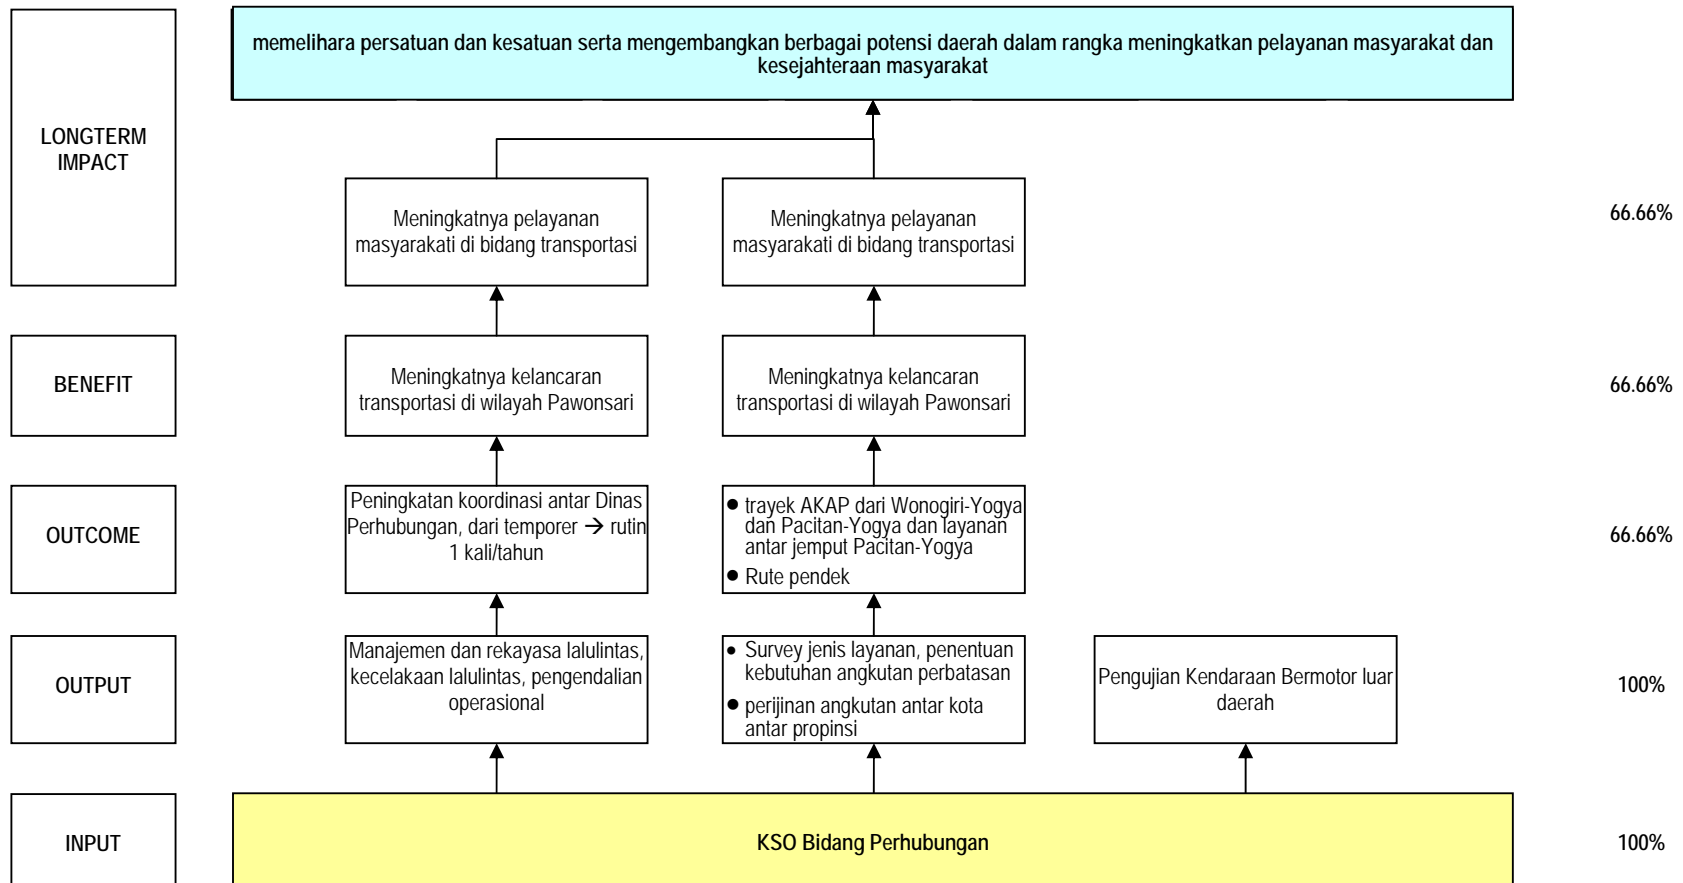 memelihara persatuan dan kesatuan serta mengembangkan berbagai potensi daerah dalam rangka meningkatkan pelayanan masyarakat dan
kesejahteraan masyarakat
LONGTERM
IMPACT
Meningkatnya pelayanan
masyarakati di bidang transportasi
Meningkatnya pelayanan
masyarakati di bidang transportasi
66.66%
BENEFIT
Meningkatnya kelancaran
transportasi di wilayah Pawonsari
Meningkatnya kelancaran
transportasi di wilayah Pawonsari
66.66%
OUTCOME
Peningkatan koordinasi antar Dinas
Perhubungan, dari temporer → rutin
1 kali/tahun
● trayek AKAP dari Wonogiri-Yogya
dan Pacitan-Yogya dan layanan
antar jemput Pacitan-Yogya
● Rute pendek
66.66%
OUTPUT
Manajemen dan rekayasa lalulintas,
kecelakaan lalulintas, pengendalian
operasional
● Survey jenis layanan, penentuan
kebutuhan angkutan perbatasan
● perijinan angkutan antar kota
antar propinsi
Pengujian Kendaraan Bermotor luar
daerah
100%
INPUT
KSO Bidang Perhubungan
100%